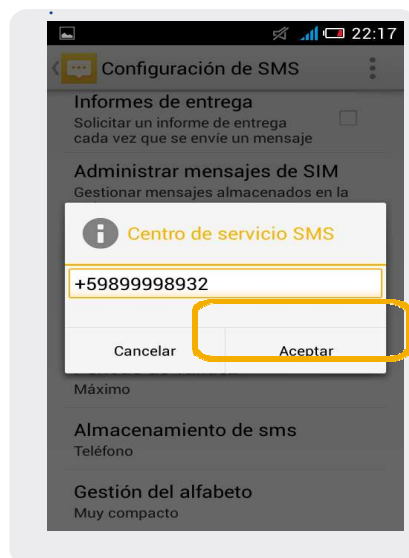 22:17
Configuración de SMS
Informes de entrega
Solicitar un informe de entrega
cada vez que se envíe un mensaje
Administrar mensajes de SIM
Gestionar mensajes almacenados en la
Centro de servicio SMS
+59899998932
Cancelar Aceptar
Máximo
Almacenamiento de sms
Teléfono
Gestión del alfabeto
Muy compacto